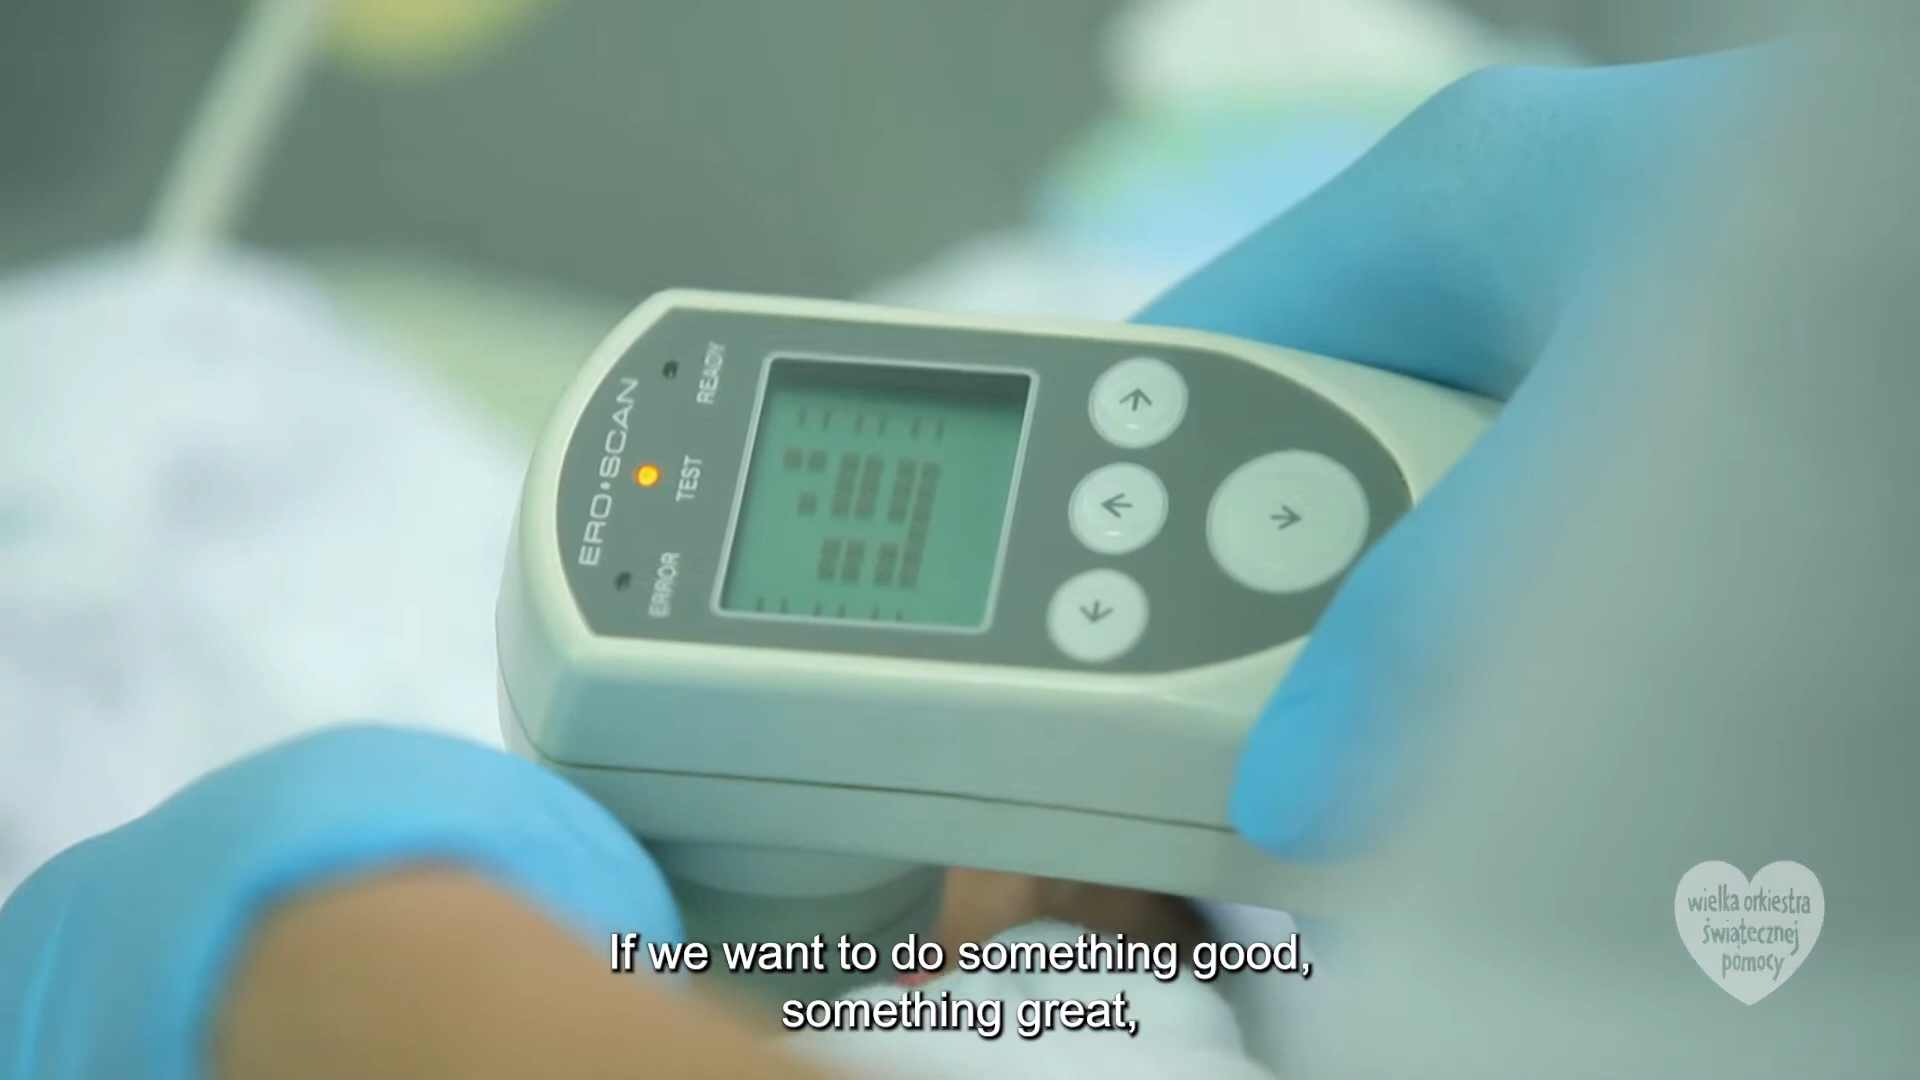 ERO•SCAN
READY
TEST
ERROR
wielka orkiestra
świątecznej
pomocy
If we want to do something good,
something great,